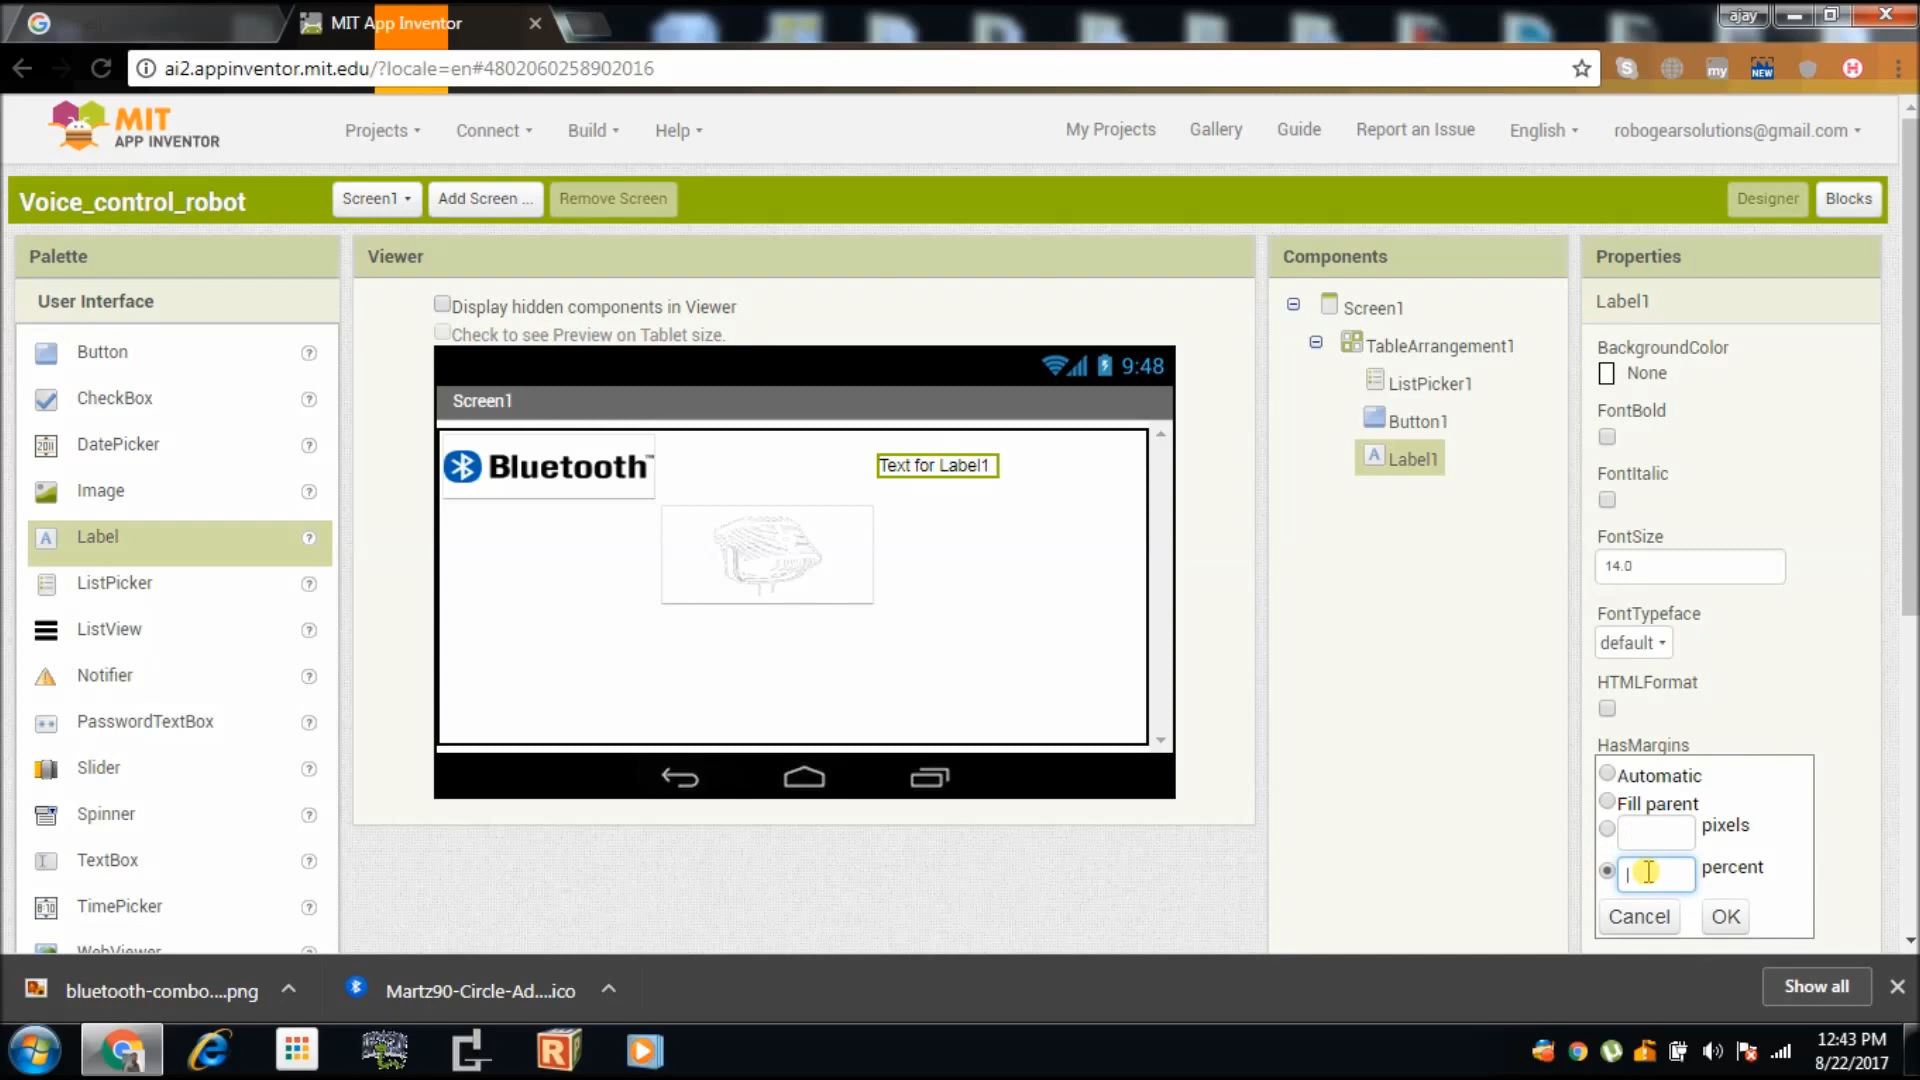 MIT App Inventor
ajay
ai2.appinventor.mit.edu/?locale=en#4802060258902016
my
NEW
H
MIT
APP INVENTOR
Projects
Connect
Build
Help
My Projects
Gallery
Guide
Report an Issue
English
robogearsolutions@gmail.com
Voice_control_robot
Screen1
Add Screen ...
Remove Screen
Designer
Blocks
Palette
User Interface
Button
CheckBox
DatePicker
Image
Label
ListPicker
ListView
Notifier
PasswordTextBox
Slider
Spinner
TextBox
TimePicker
WebViewer
Viewer
Display hidden components in Viewer
Check to see Preview on Tablet size.
9:48
Screen1
Bluetooth™
Text for Label1
Components
Screen1
TableArrangement1
ListPicker1
Button1
Label1
Properties
Label1
BackgroundColor
None
FontBold
FontItalic
FontSize
14.0
FontTypeface
default
HTMLFormat
HasMargins
Automatic
Fill parent
pixels
percent
Cancel
OK
bluetooth-combo....png
Martz90-Circle-Ad....ico
Show all
12:43 PM
8/22/2017